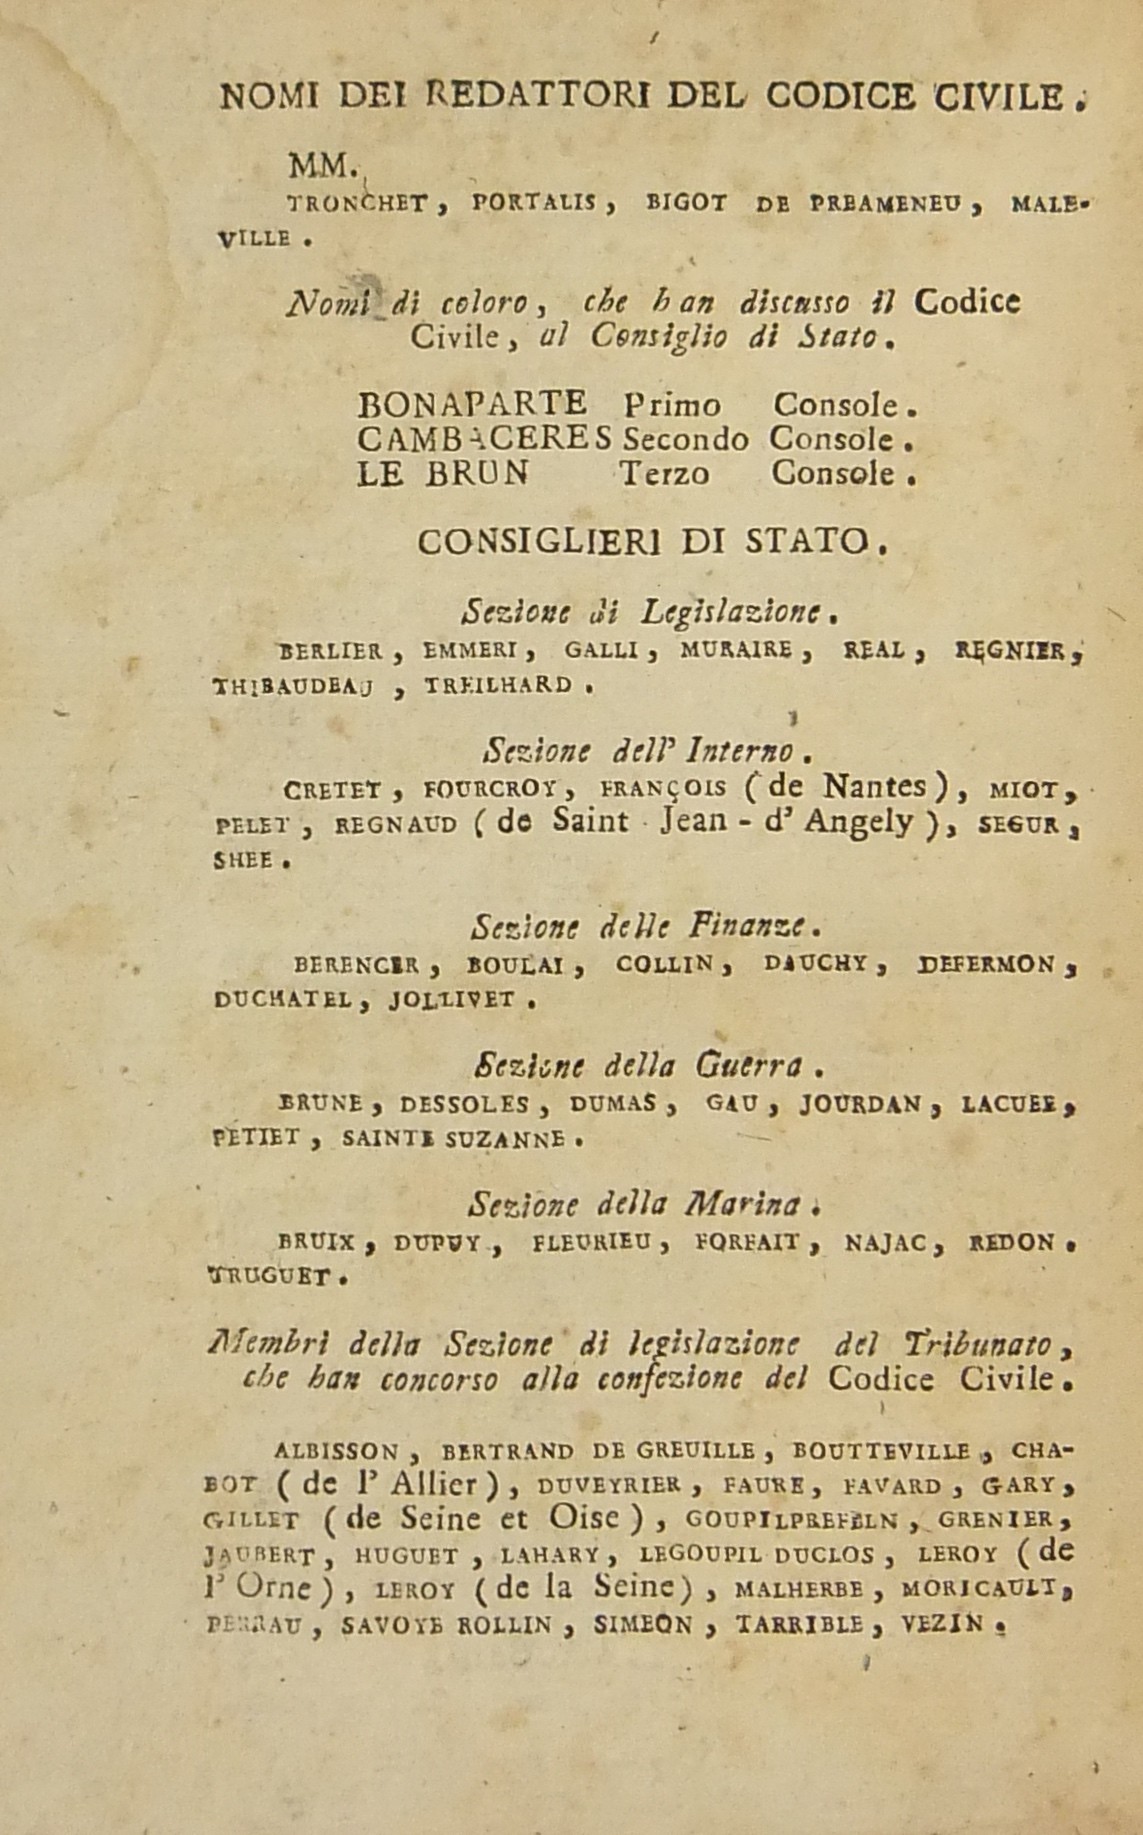 NOMI DEI REDATTORI DEL CODICE CIVILE.
MM.
TRONCHET, PORTALIS, BIGOT DE PREAMENEU, MALE-
VILLE.
Nomi di coloro, che han discusso il Codice
Civile, al Consiglio di Stato.
BONAPARTE Primo Console.
CAMBACERES Secondo Console.
LE BRUN Terzo Console.
CONSIGLIERI DI STATO.
Sezione di Legislazione.
BERLIER, EMMERI, GALLI, MURAIRE, REAL, REGNIER,
THIBAUDEAU, TREILHARD.
Sezione dell' Interno.
CRETET, FOURCROY, FRANÇOIS (de Nantes), MIOT,
PELET, REGNAUD (de Saint Jean-d'Angely), SEGUR,
SHEE.
Sezione delle Finanze.
BERENGER, BOULAI, COLLIN, DAUCHY, DEFERMON,
DUCHATEL, JOLLIVET.
Sezione della Guerra.
BRUNE, DESSOLES, DUMAS, GAU, JOURDAN, LACUEE,
PETIET, SAINTE SUZANNE.
Sezione della Marina.
BRUIX, DUPUY, FLEURIEU, FORFAIT, NAJAC, REDON.
TRUGUET.
Membri della Sezione di legislazione del Tribunato,
che han concorso alla confezione del Codice Civile.
ALBISSON, BERTRAND DE GREUILLE, BOUTTEVILLE, CHA-
BOT (de l'Allier), DUVEYRIER, FAURE, FAVARD, GARY,
GILLET (de Seine et Oise), GOUPILPREFELN, GRENIER,
JAUBERT, HUGUET, LAHARY, LEGOUPIL DUCLOS, LEROY (de
l'Orne), LEROY (de la Seine), MALHERBE, MORICAULT,
PERRAU, SAVOYE ROLLIN, SIMEON, TARRIBLE, VEZIN.